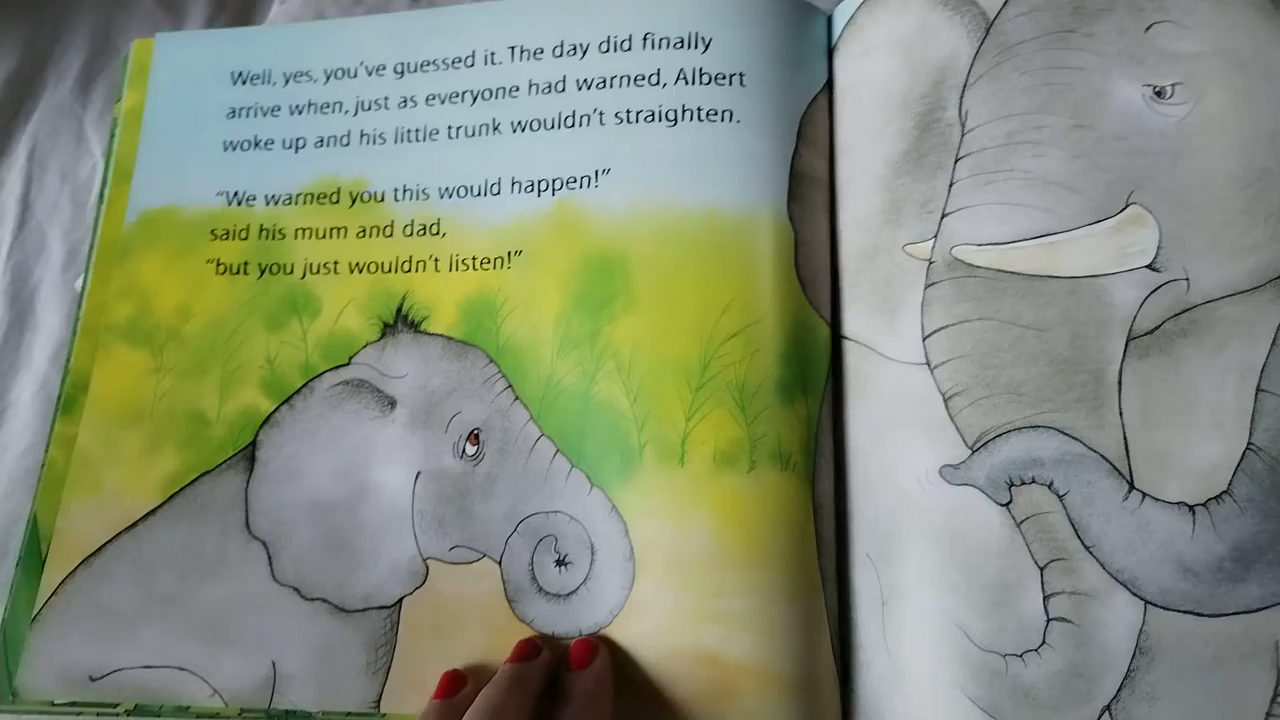 Well, yes, you've guessed it. The day did finally
arrive when, just as everyone had warned, Albert
woke up and his little trunk wouldn't straighten.
"We warned you this would happen!"
said his mum and dad,
"but you just wouldn't listen!"